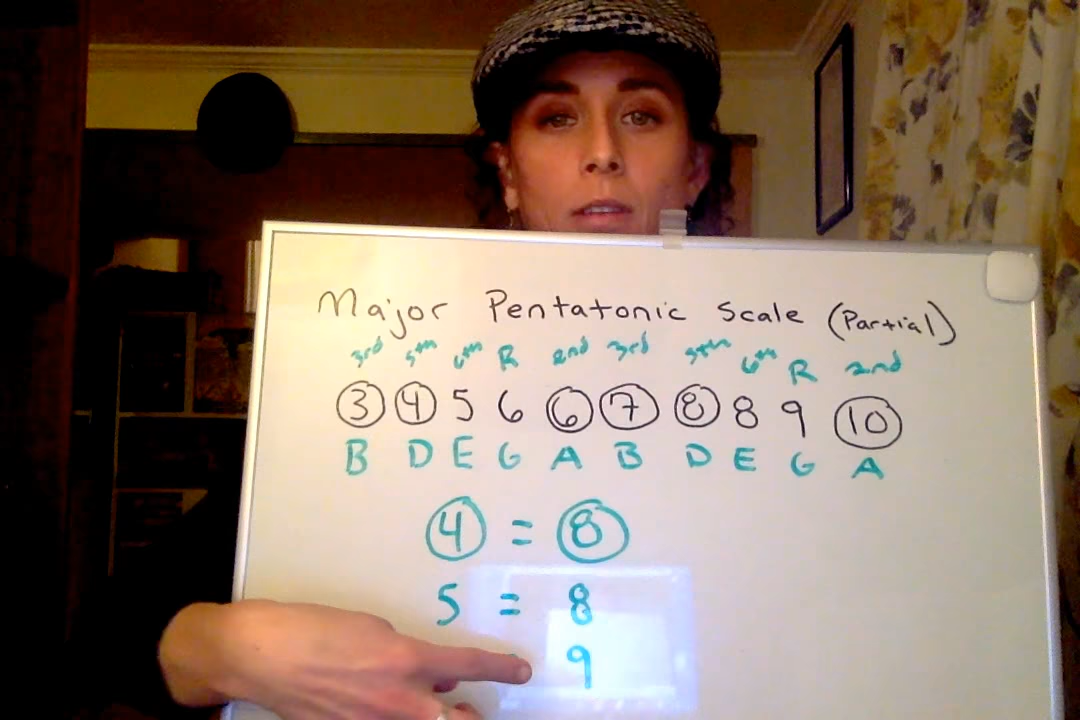 Major Pentatonic Scale (Partial)
3rd 5th 6th R 2nd 3rd 5th 6th R 2nd
3 4 5 6 6 7 8 8 9 10
B D E G A B D E G A
4 = 8
5 = 8
9